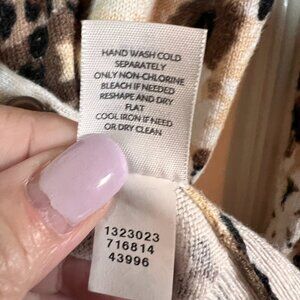 HAND WASH COLD
SEPARATELY
ONLY NON-CHLORINE
BLEACH IF NEEDED
RESHAPE AND DRY
FLAT
COOL IRON IF NEED
OR DRY CLEAN
1323023
716814
43996